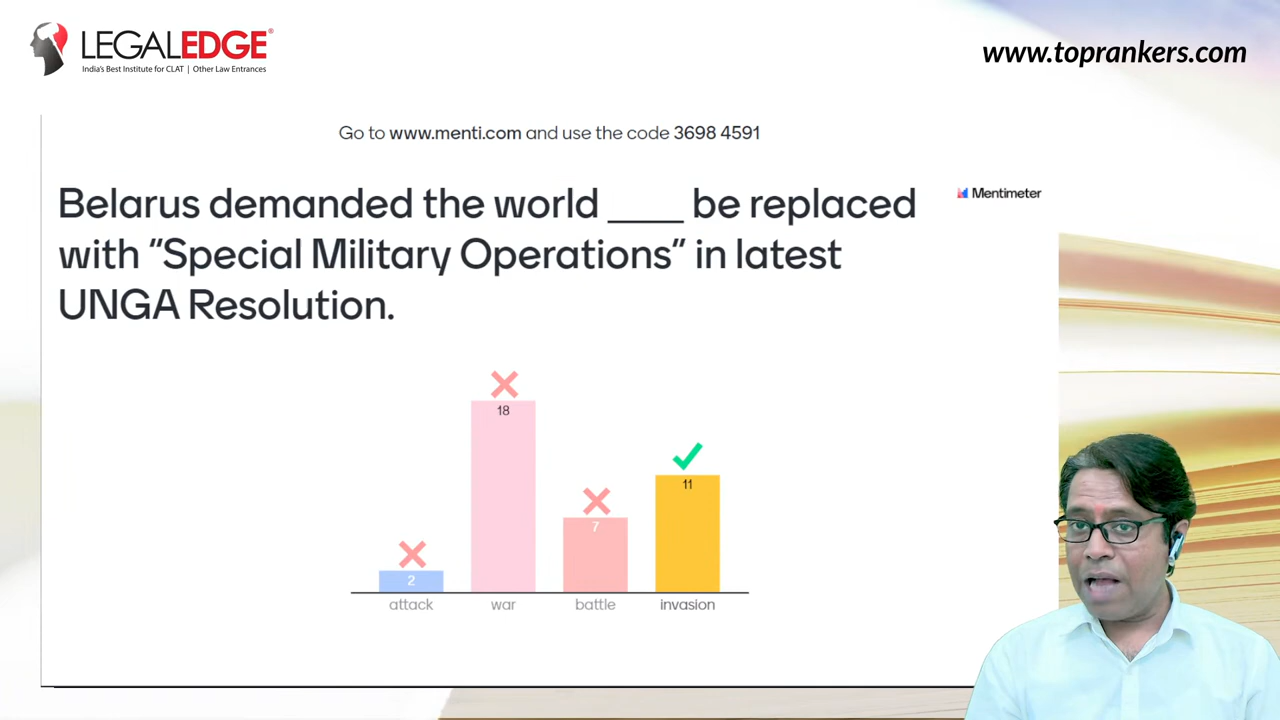 LEGALEDGE®
India's Best Institute for CLAT | Other Law Entrances
www.toprankers.com
Go to www.menti.com and use the code 3698 4591
Mentimeter
Belarus demanded the world ____ be replaced
with “Special Military Operations” in latest
UNGA Resolution.
2
18
7
11
attack
war
battle
invasion